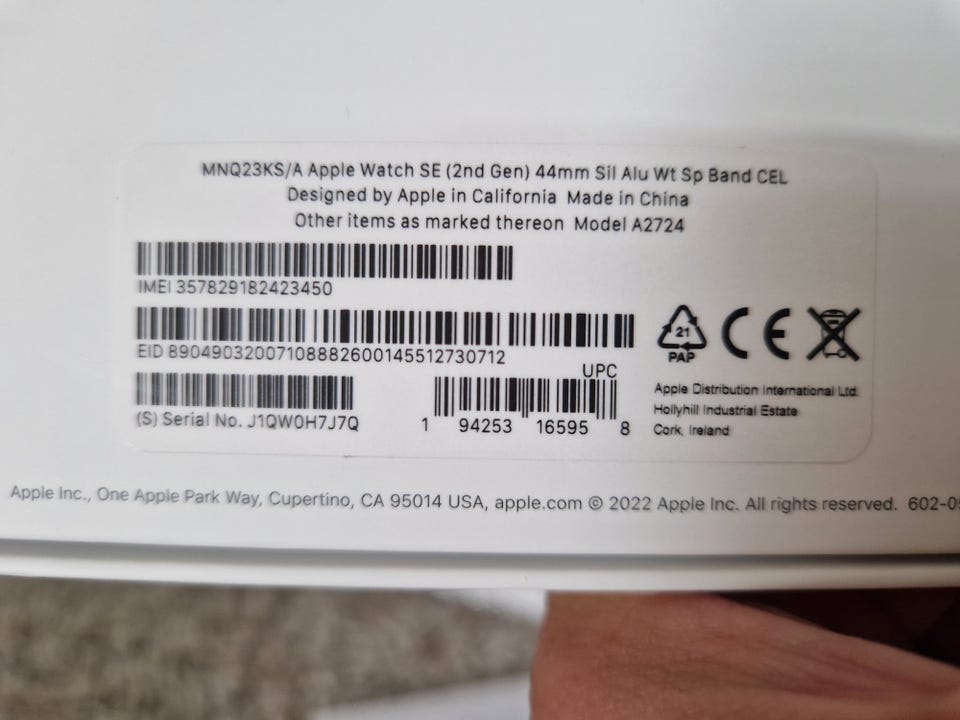 MNQ23KS/A Apple Watch SE (2nd Gen) 44mm Sil Alu Wt Sp Band CEL
Designed by Apple in California Made in China
Other items as marked thereon Model A2724
IMEI 357829182423450
EID 89049032007108882600145512730712
UPC
(S) Serial No. J1QW0H7J7Q
1 94253 16595 8
21
PAP
CE
Apple Distribution International Ltd.
Hollyhill Industrial Estate
Cork, Ireland
Apple Inc., One Apple Park Way, Cupertino, CA 95014 USA, apple.com © 2022 Apple Inc. All rights reserved. 602-0